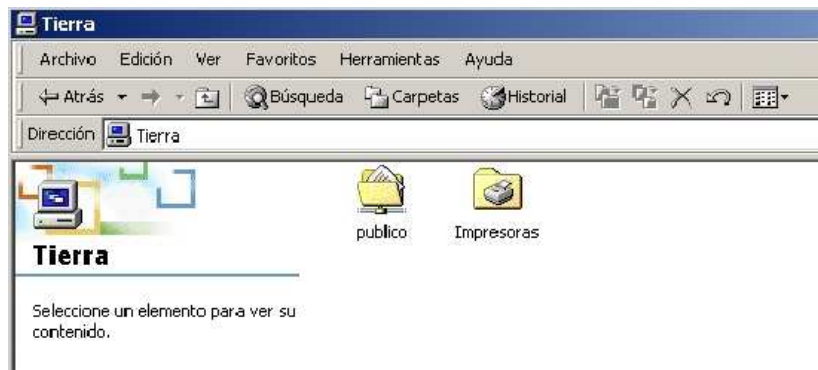 Tierra
Archivo Edición Ver Favoritos Herramientas Ayuda
Atrás Búsqueda Carpetas Historial
Dirección Tierra
publico Impresoras
Tierra
Seleccione un elemento para ver su
contenido.